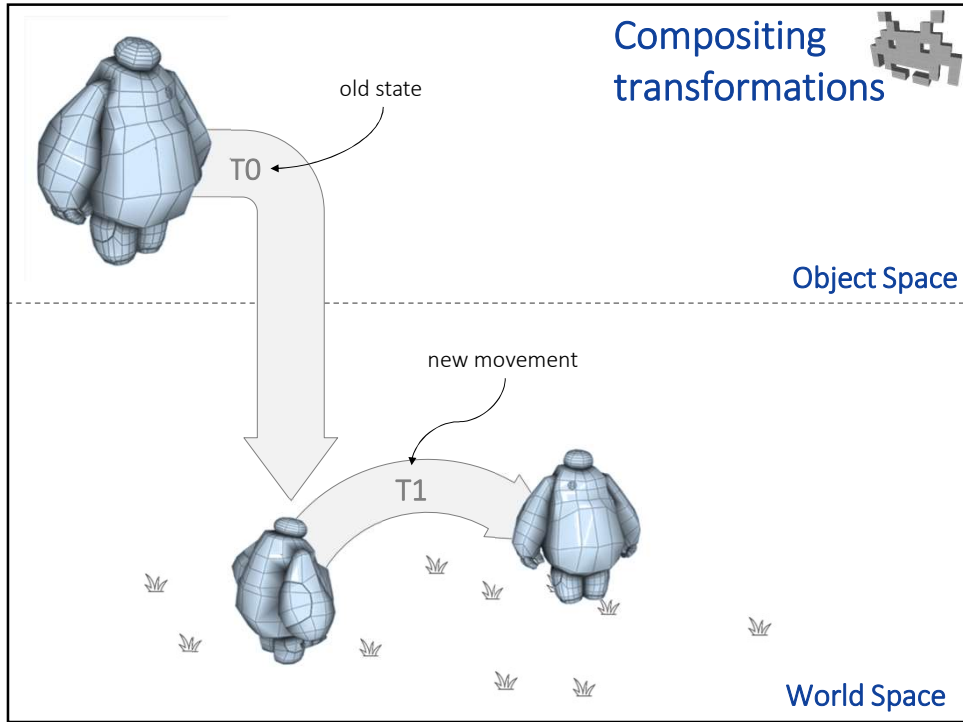 Compositing
transformations
old state
T0
Object Space
new movement
T1
World Space